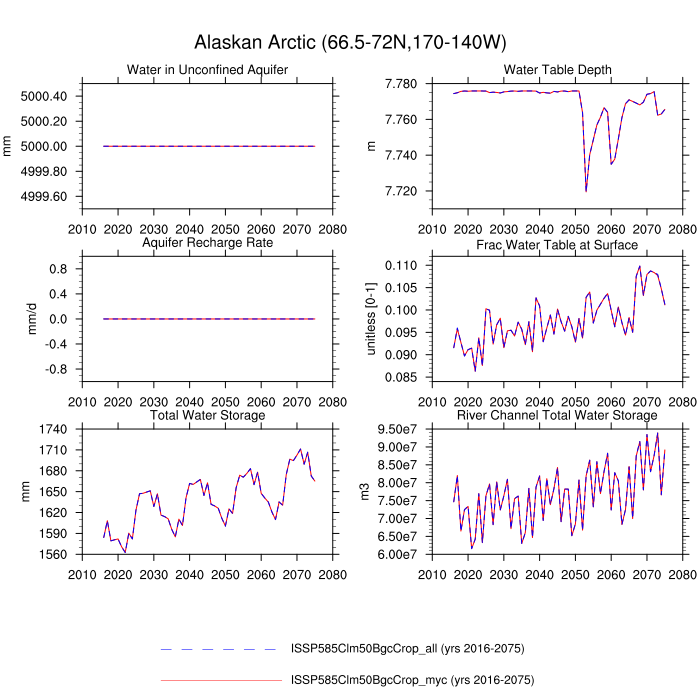 Alaskan Arctic (66.5-72N,170-140W)
Water in Unconfined Aquifer
5000.40
5000.20
5000.00
4999.80
4999.60
mm
2010 2020 2030 2040 2050 2060 2070 2080
Water Table Depth
7.780
7.760
7.740
7.720
m
2010 2020 2030 2040 2050 2060 2070 2080
Aquifer Recharge Rate
0.8
0.4
0.0
-0.4
-0.8
mm/d
2010 2020 2030 2040 2050 2060 2070 2080
Frac Water Table at Surface
0.110
0.105
0.100
0.095
0.090
0.085
unitless [0-1]
2010 2020 2030 2040 2050 2060 2070 2080
Total Water Storage
1740
1710
1680
1650
1620
1590
1560
mm
2010 2020 2030 2040 2050 2060 2070 2080
River Channel Total Water Storage
9.50e7
9.00e7
8.50e7
8.00e7
7.50e7
7.00e7
6.50e7
6.00e7
m3
2010 2020 2030 2040 2050 2060 2070 2080
ISSP585Clm50BgcCrop_all (yrs 2016-2075)
ISSP585Clm50BgcCrop_myc (yrs 2016-2075)